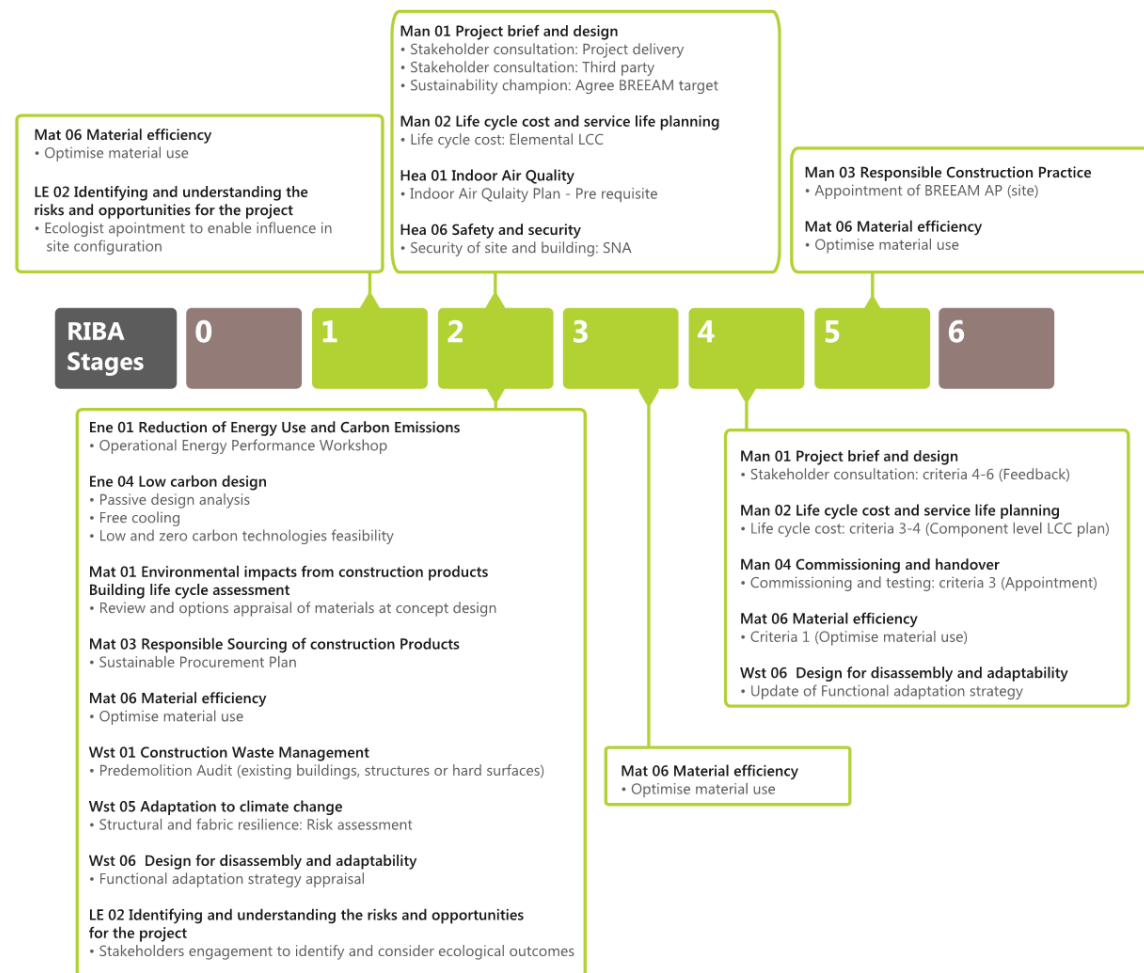 Man 01 Project brief and design
• Stakeholder consultation: Project delivery
• Stakeholder consultation: Third party
• Sustainability champion: Agree BREEAM target
Man 02 Life cycle cost and service life planning
• Life cycle cost: Elemental LCC
Hea 01 Indoor Air Quality
• Indoor Air Qulaity Plan - Pre requisite
Hea 06 Safety and security
• Security of site and building: SNA
Mat 06 Material efficiency
• Optimise material use
LE 02 Identifying and understanding the
risks and opportunities for the project
• Ecologist apointment to enable influence in
site configuration
Man 03 Responsible Construction Practice
• Appointment of BREEAM AP (site)
Mat 06 Material efficiency
• Optimise material use
RIBA
Stages
0
1
2
3
4
5
6
Ene 01 Reduction of Energy Use and Carbon Emissions
• Operational Energy Performance Workshop
Ene 04 Low carbon design
• Passive design analysis
• Free cooling
• Low and zero carbon technologies feasibility
Mat 01 Environmental impacts from construction products
Building life cycle assessment
• Review and options appraisal of materials at concept design
Mat 03 Responsible Sourcing of construction Products
• Sustainable Procurement Plan
Mat 06 Material efficiency
• Optimise material use
Wst 01 Construction Waste Management
• Predemolition Audit (existing buildings, structures or hard surfaces)
Wst 05 Adaptation to climate change
• Structural and fabric resilience: Risk assessment
Wst 06 Design for disassembly and adaptability
• Functional adaptation strategy appraisal
LE 02 Identifying and understanding the risks and opportunities
for the project
• Stakeholders engagement to identify and consider ecological outcomes
Mat 06 Material efficiency
• Optimise material use
Man 01 Project brief and design
• Stakeholder consultation: criteria 4-6 (Feedback)
Man 02 Life cycle cost and service life planning
• Life cycle cost: criteria 3-4 (Component level LCC plan)
Man 04 Commissioning and handover
• Commissioning and testing: criteria 3 (Appointment)
Mat 06 Material efficiency
• Criteria 1 (Optimise material use)
Wst 06 Design for disassembly and adaptability
• Update of Functional adaptation strategy